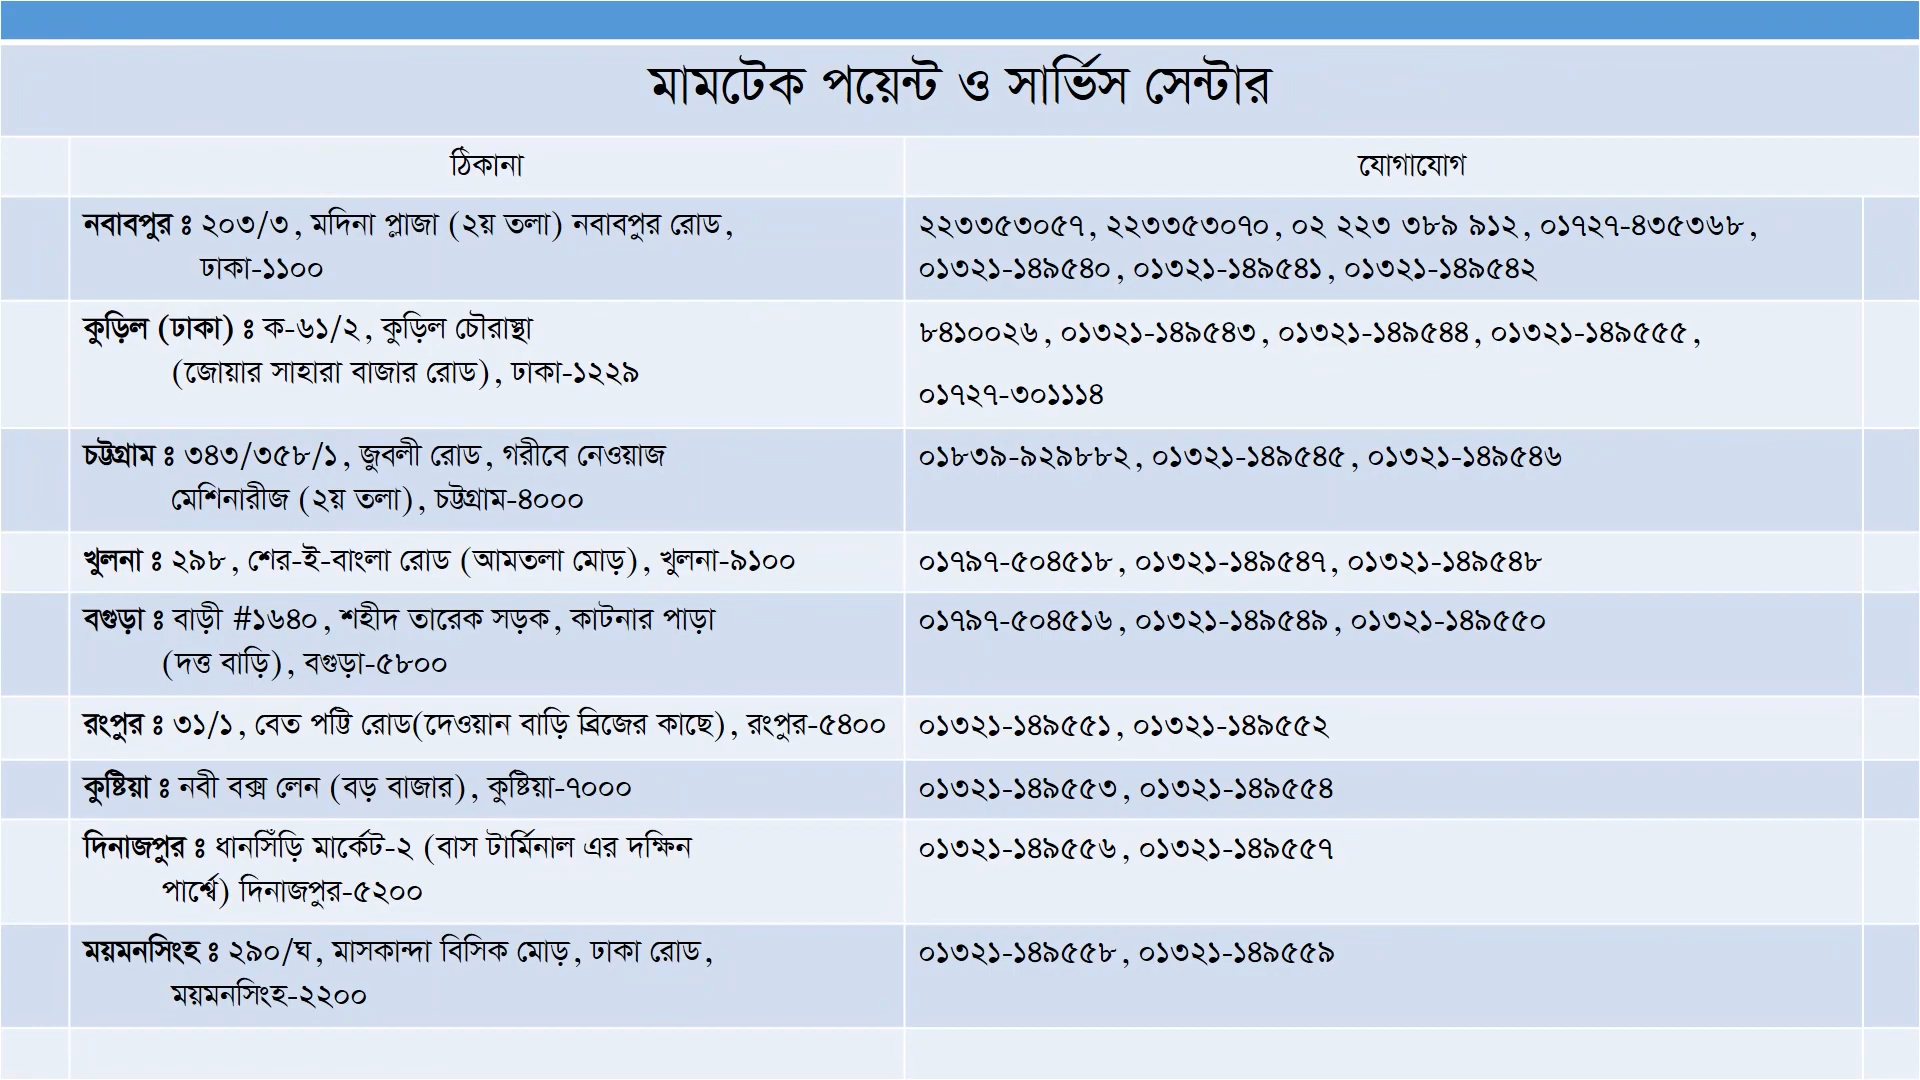 মামটেক পয়েন্ট ও সার্ভিস সেন্টার
ঠিকানা
যোগাযোগ
নবাবপুর ঃ ২০৩/৩, মদিনা প্লাজা (২য় তলা) নবাবপুর রোড,
ঢাকা-১১০০
২২৩৩৫৩০৫৭, ২২৩৩৫৩০৭০, ০২ ২২৩ ৩৮৯ ৯১২, ০১৭২৭-৪৩৫৩৬৮,
০১৩২১-১৪৯৫৪০, ০১৩২১-১৪৯৫৪১, ০১৩২১-১৪৯৫৪২
কুড়িল (ঢাকা) ঃ ক-৬১/২, কুড়িল চৌরাস্থা
(জোয়ার সাহারা বাজার রোড), ঢাকা-১২২৯
৮৪১০০২৬, ০১৩২১-১৪৯৫৪৩, ০১৩২১-১৪৯৫৪৪, ০১৩২১-১৪৯৫৫৫,
০১৭২৭-৩০১১১৪
চট্টগ্রাম ঃ ৩৪৩/৩৫৮/১, জুবলী রোড, গরীবে নেওয়াজ
মেশিনারীজ (২য় তলা), চট্টগ্রাম-৪০০০
০১৮৩৯-৯২৯৮৮২, ০১৩২১-১৪৯৫৪৫, ০১৩২১-১৪৯৫৪৬
খুলনা ঃ ২৯৮, শের-ই-বাংলা রোড (আমতলা মোড়), খুলনা-৯১০০
০১৭৯৭-৫০৪৫১৮, ০১৩২১-১৪৯৫৪৭, ০১৩২১-১৪৯৫৪৮
বগুড়া ঃ বাড়ী #১৬৪০, শহীদ তারেক সড়ক, কাটনার পাড়া
(দত্ত বাড়ি), বগুড়া-৫৮০০
০১৭৯৭-৫০৪৫১৬, ০১৩২১-১৪৯৫৪৯, ০১৩২১-১৪৯৫৫০
রংপুর ঃ ৩১/১, বেত পট্টি রোড(দেওয়ান বাড়ি ব্রিজের কাছে), রংপুর-৫৪০০
০১৩২১-১৪৯৫৫১, ০১৩২১-১৪৯৫৫২
কুষ্টিয়া ঃ নবী বক্স লেন (বড় বাজার), কুষ্টিয়া-৭০০০
০১৩২১-১৪৯৫৫৩, ০১৩২১-১৪৯৫৫৪
দিনাজপুর ঃ ধানসিঁড়ি মার্কেট-২ (বাস টার্মিনাল এর দক্ষিন
পার্শ্বে) দিনাজপুর-৫২০০
০১৩২১-১৪৯৫৫৬, ০১৩২১-১৪৯৫৫৭
ময়মনসিংহ ঃ ২৯০/ঘ, মাসকান্দা বিসিক মোড়, ঢাকা রোড,
ময়মনসিংহ-২২০০
০১৩২১-১৪৯৫৫৮, ০১৩২১-১৪৯৫৫৯